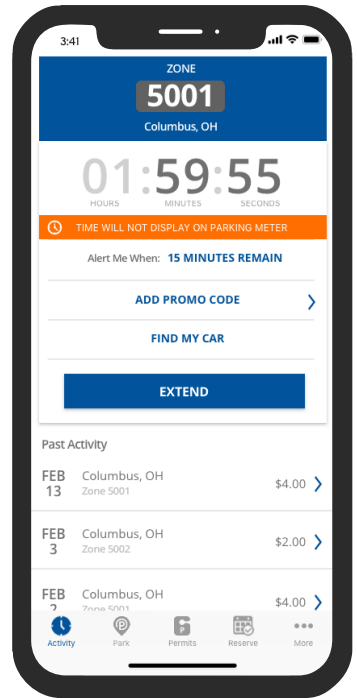 3:41
ZONE
5001
Columbus, OH
01:59:55
HOURS MINUTES SECONDS
TIME WILL NOT DISPLAY ON PARKING METER
Alert Me When: 15 MINUTES REMAIN
ADD PROMO CODE
FIND MY CAR
EXTEND
Past Activity
FEB 13
Columbus, OH
Zone 5001
$4.00
FEB 3
Columbus, OH
Zone 5002
$2.00
FEB 2
Columbus, OH
Zone 5001
$4.00
Activity Park Permits Reserve More